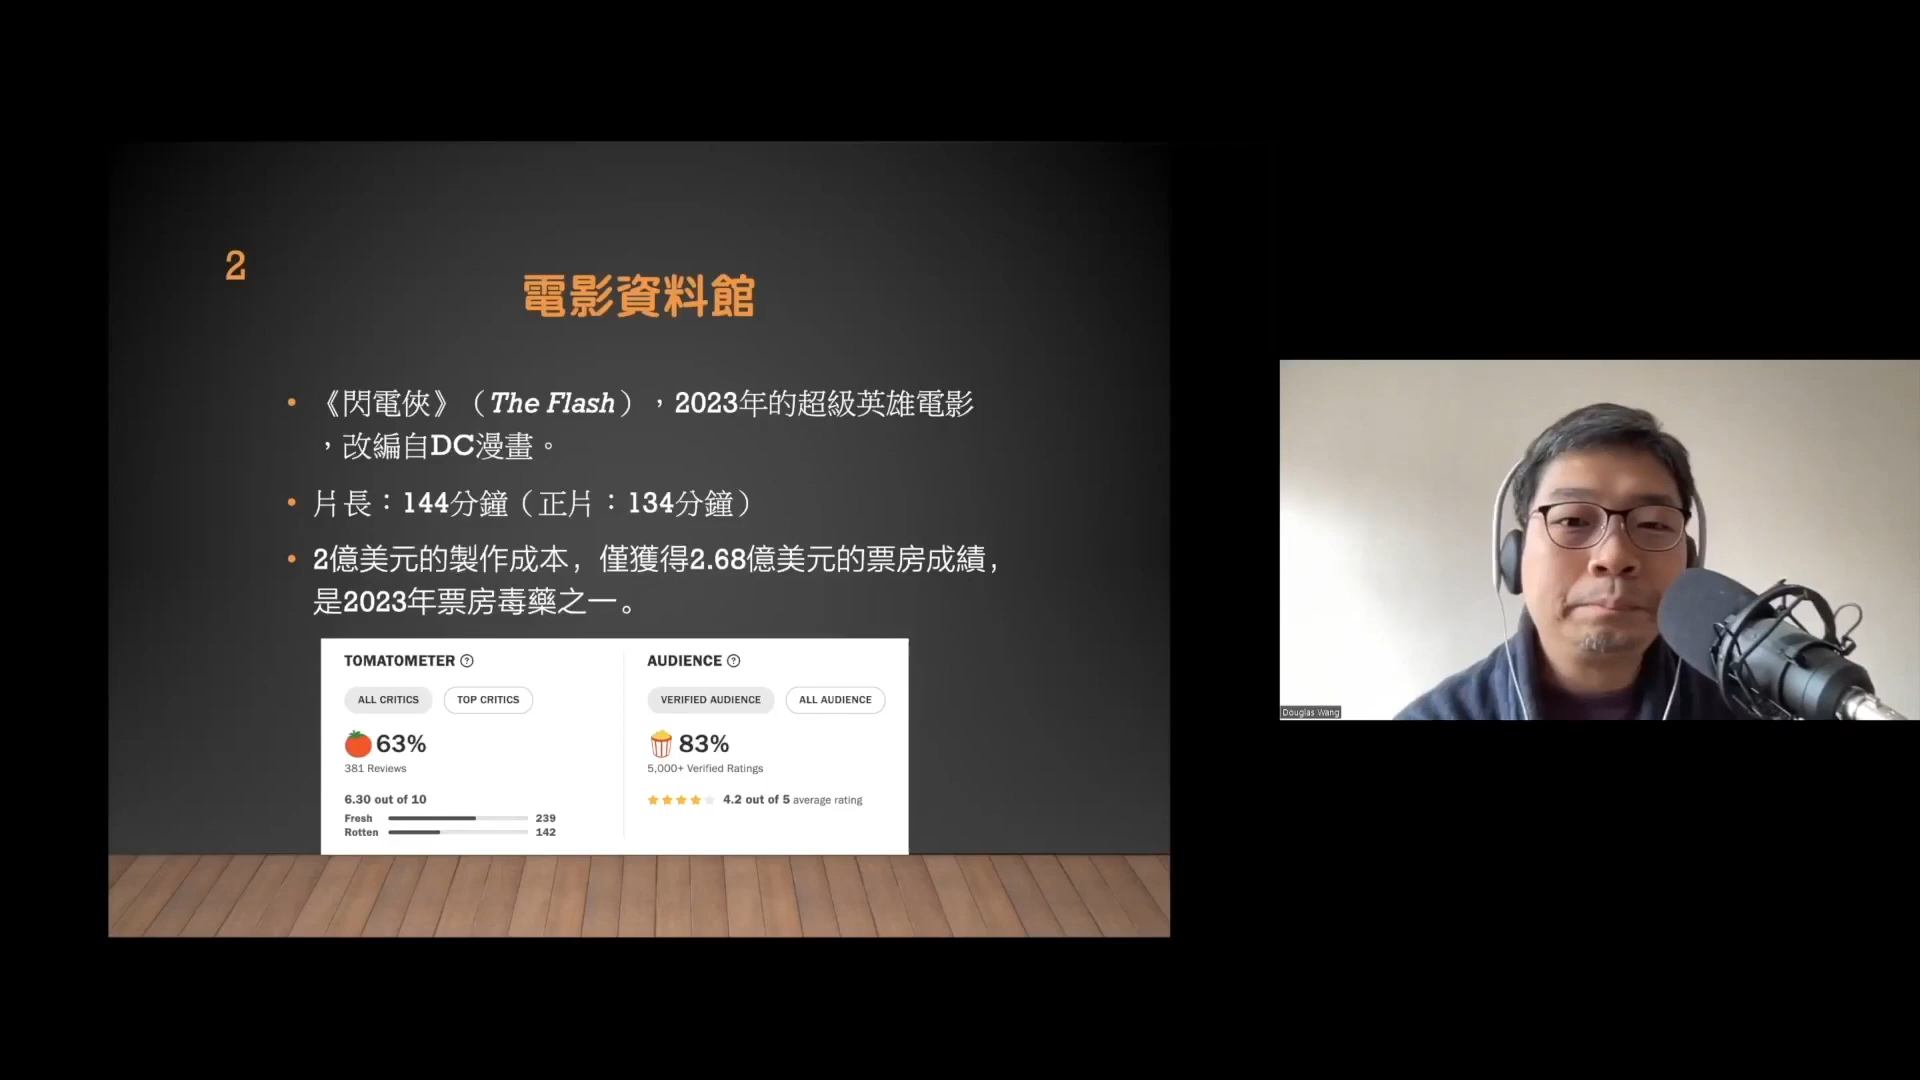 2
電影資料館
• 《閃電俠》（The Flash），2023年的超級英雄電影
，改編自DC漫畫。
• 片長：144分鐘（正片：134分鐘）
• 2億美元的製作成本，僅獲得2.68億美元的票房成績，
是2023年票房毒藥之一。
TOMATOMETER ?
ALL CRITICS TOP CRITICS
63%
381 Reviews
6.30 out of 10
Fresh 239
Rotten 142
AUDIENCE ?
VERIFIED AUDIENCE ALL AUDIENCE
83%
5,000+ Verified Ratings
4.2 out of 5 average rating
Douglas Wang